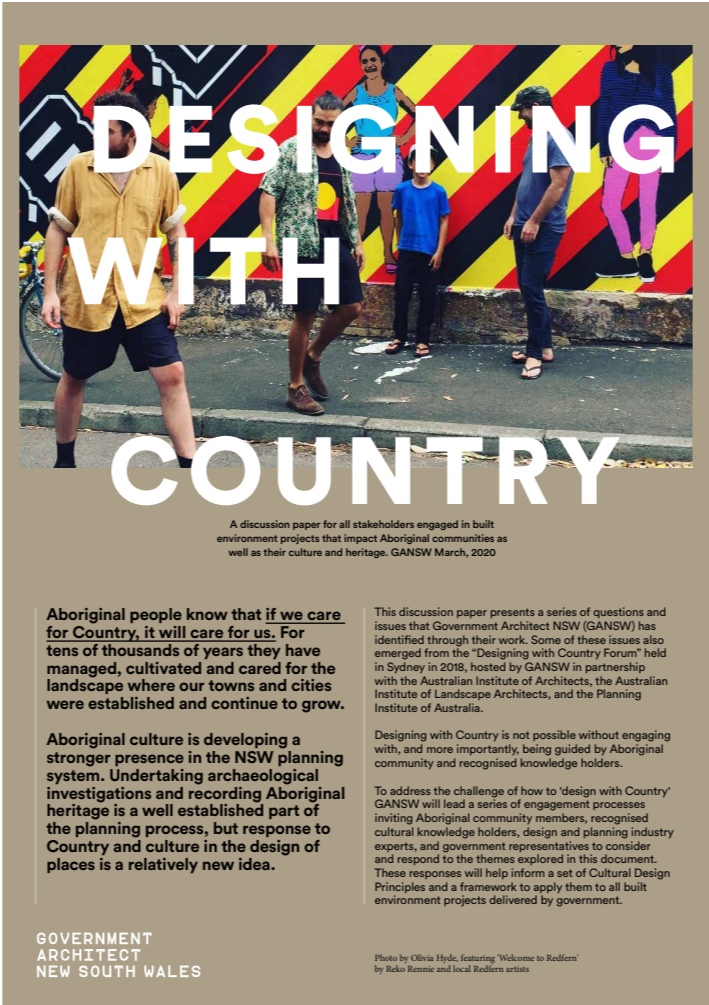 DESIGNING
WITH
COUNTRY
A discussion paper for all stakeholders engaged in built
environment projects that impact Aboriginal communities as
well as their culture and heritage. GANSW March, 2020
Aboriginal people know that if we care
for Country, it will care for us. For
tens of thousands of years they have
managed, cultivated and cared for the
landscape where our towns and cities
were established and continue to grow.
Aboriginal culture is developing a
stronger presence in the NSW planning
system. Undertaking archaeological
investigations and recording Aboriginal
heritage is a well established part of
the planning process, but response to
Country and culture in the design of
places is a relatively new idea.
This discussion paper presents a series of questions and
issues that Government Architect NSW (GANSW) has
identified through their work. Some of these issues also
emerged from the “Designing with Country Forum” held
in Sydney in 2018, hosted by GANSW in partnership
with the Australian Institute of Architects, the Australian
Institute of Landscape Architects, and the Planning
Institute of Australia.
Designing with Country is not possible without engaging
with, and more importantly, being guided by Aboriginal
community and recognised knowledge holders.
To address the challenge of how to 'design with Country'
GANSW will lead a series of engagement processes
inviting Aboriginal community members, recognised
cultural knowledge holders, design and planning industry
experts, and government representatives to consider
and respond to the themes explored in this document.
These responses will help inform a set of Cultural Design
Principles and a framework to apply them to all built
environment projects delivered by government.
GOVERNMENT
ARCHITECT
NEW SOUTH WALES
Photo by Olivia Hyde, featuring 'Welcome to Redfern'
by Reko Rennie and local Redfern artists